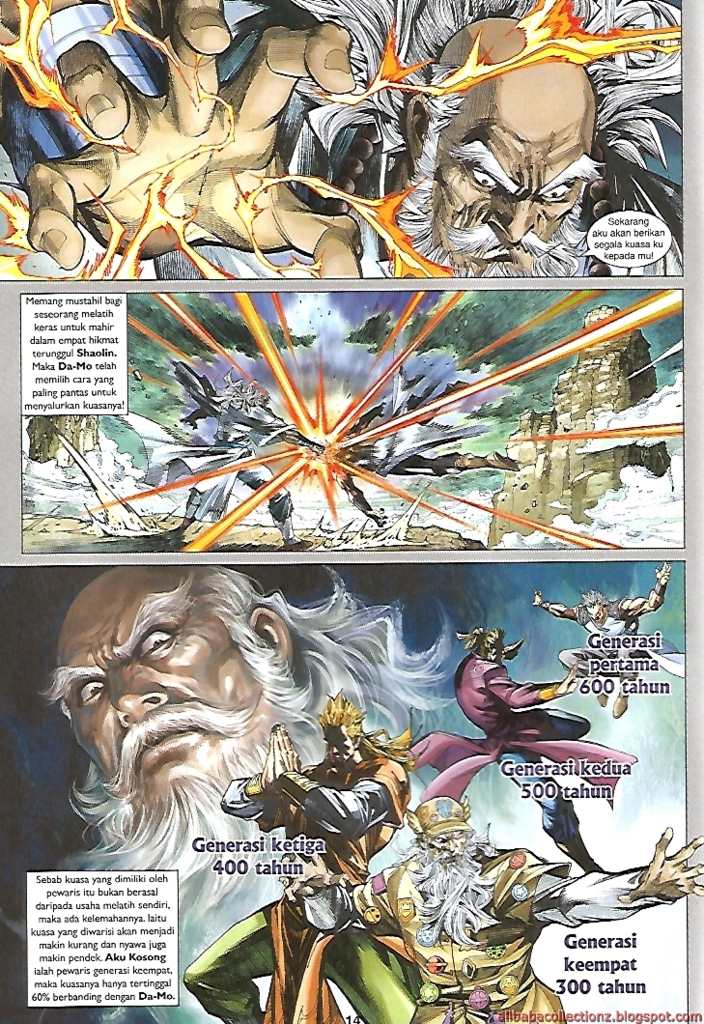 Sekarang
aku akan berikan
segala kuasa ku
kepada mu!
Memang mustahil bagi
seseorang melatih
keras untuk mahir
dalam empat hikmat
terunggul Shaolin.
Maka Da-Mo telah
memilih cara yang
paling pantas untuk
menyalurkan kuasanya!
Generasi
pertama
600 tahun
Generasi kedua
500 tahun
Generasi ketiga
400 tahun
Sebab kuasa yang dimiliki oleh
pewaris itu bukan berasal
daripada usaha melatih sendiri,
maka ada kelemahannya. Iaitu
kuasa yang diwarisi akan menjadi
makin kurang dan nyawa juga
makin pendek. Aku Kosong
ialah pewaris generasi keempat,
maka kuasanya hanya tertinggal
60% berbanding dengan Da-Mo.
Generasi
keempat
300 tahun
14
alibabacollectionz.blogspot.com